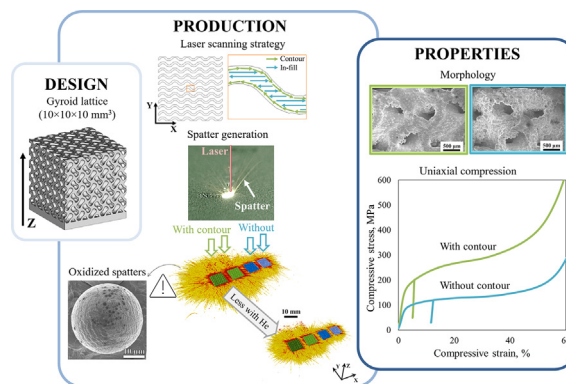 PRODUCTION
Laser scanning strategy
Contour
In-fill
Y
X
Spatter generation
Laser
Spatter
With contour
Without
Oxidized spatters
10 mm
Less with He
Z
Y
X
DESIGN
Gyroid lattice
(10×10×10 mm³)
Z
PROPERTIES
Morphology
500 µm
500 µm
Uniaxial compression
Compressive stress, MPa
600
500
400
300
200
100
0
With contour
Without contour
0
20
40
60
Compressive strain, %